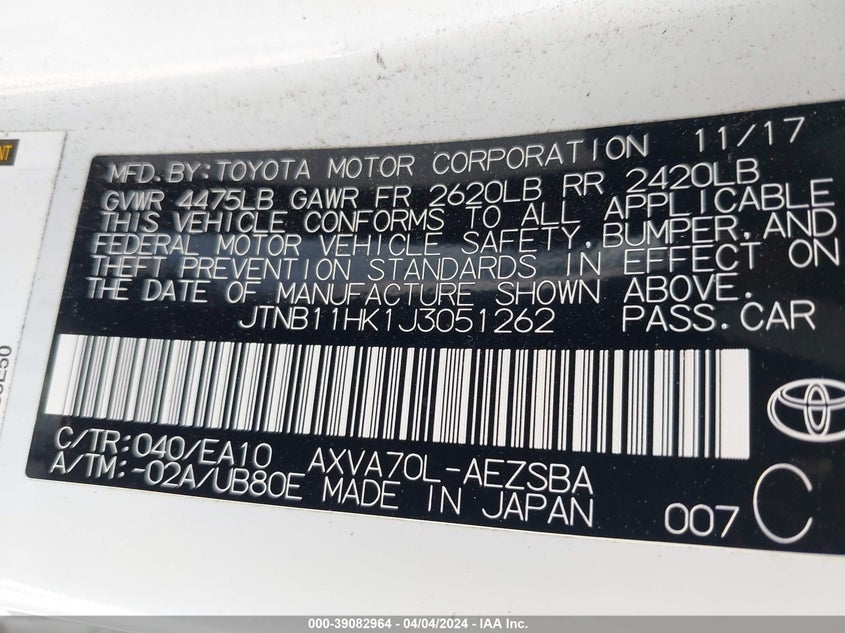 NT
MFD. BY:TOYOTA MOTOR CORPORATION 11/17
GVWR 4475LB GAWR FR 2620LB RR 2420LB
THIS VEHICLE CONFORMS TO ALL APPLICABLE
FEDERAL MOTOR VEHICLE SAFETY,BUMPER,AND
THEFT PREVENTION STANDARDS IN EFFECT ON
THE DATE OF MANUFACTURE SHOWN ABOVE.
JTNB11HK1J3051262 PASS.CAR
C/TR:040/EA10 AXVA70L-AEZSBA
A/TM:-02A/UB80E MADE IN JAPAN 007 C
000-39082964 - 04/04/2024 - IAA Inc.